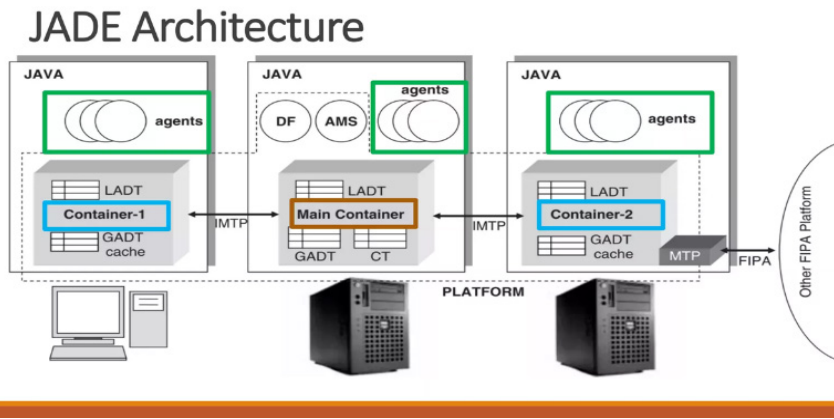 JADE Architecture
JAVA
agents
LADT
Container-1
GADT
cache
IMTP
JAVA
DF
AMS
agents
LADT
Main Container
GADT
CT
IMTP
JAVA
agents
LADT
Container-2
GADT
cache
MTP
FIPA
Other FIPA Platform
PLATFORM